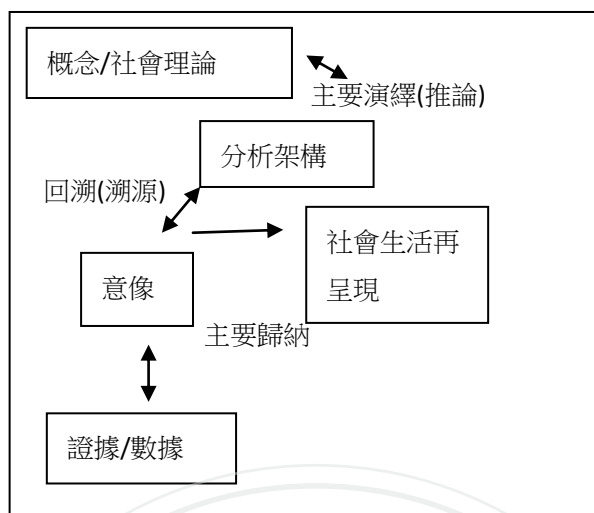 概念/社會理論
主要演繹(推論)
分析架構
回溯(溯源)
社會生活再
呈現
意像
主要歸納
證據/數據